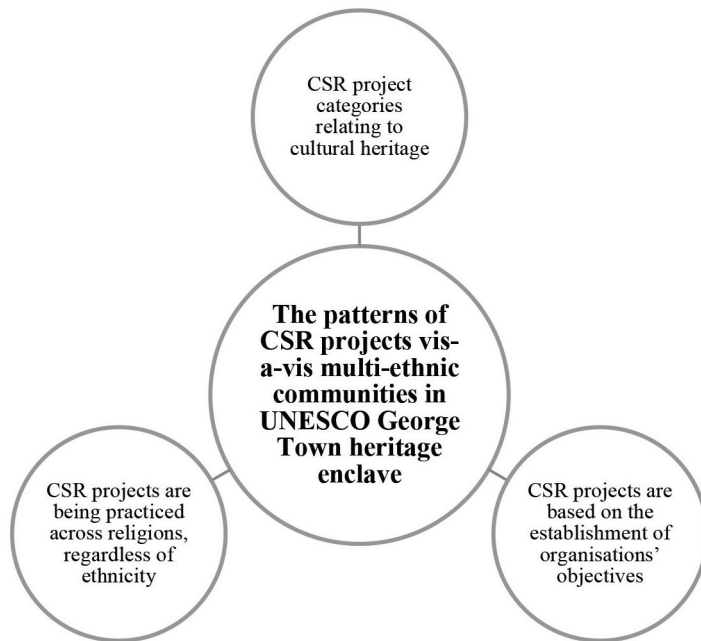 CSR project
categories
relating to
cultural heritage
The patterns of
CSR projects vis-
a-vis multi-ethnic
communities in
UNESCO George
Town heritage
enclave
CSR projects are
being practiced
across religions,
regardless of
ethnicity
CSR projects are
based on the
establishment of
organisations’
objectives